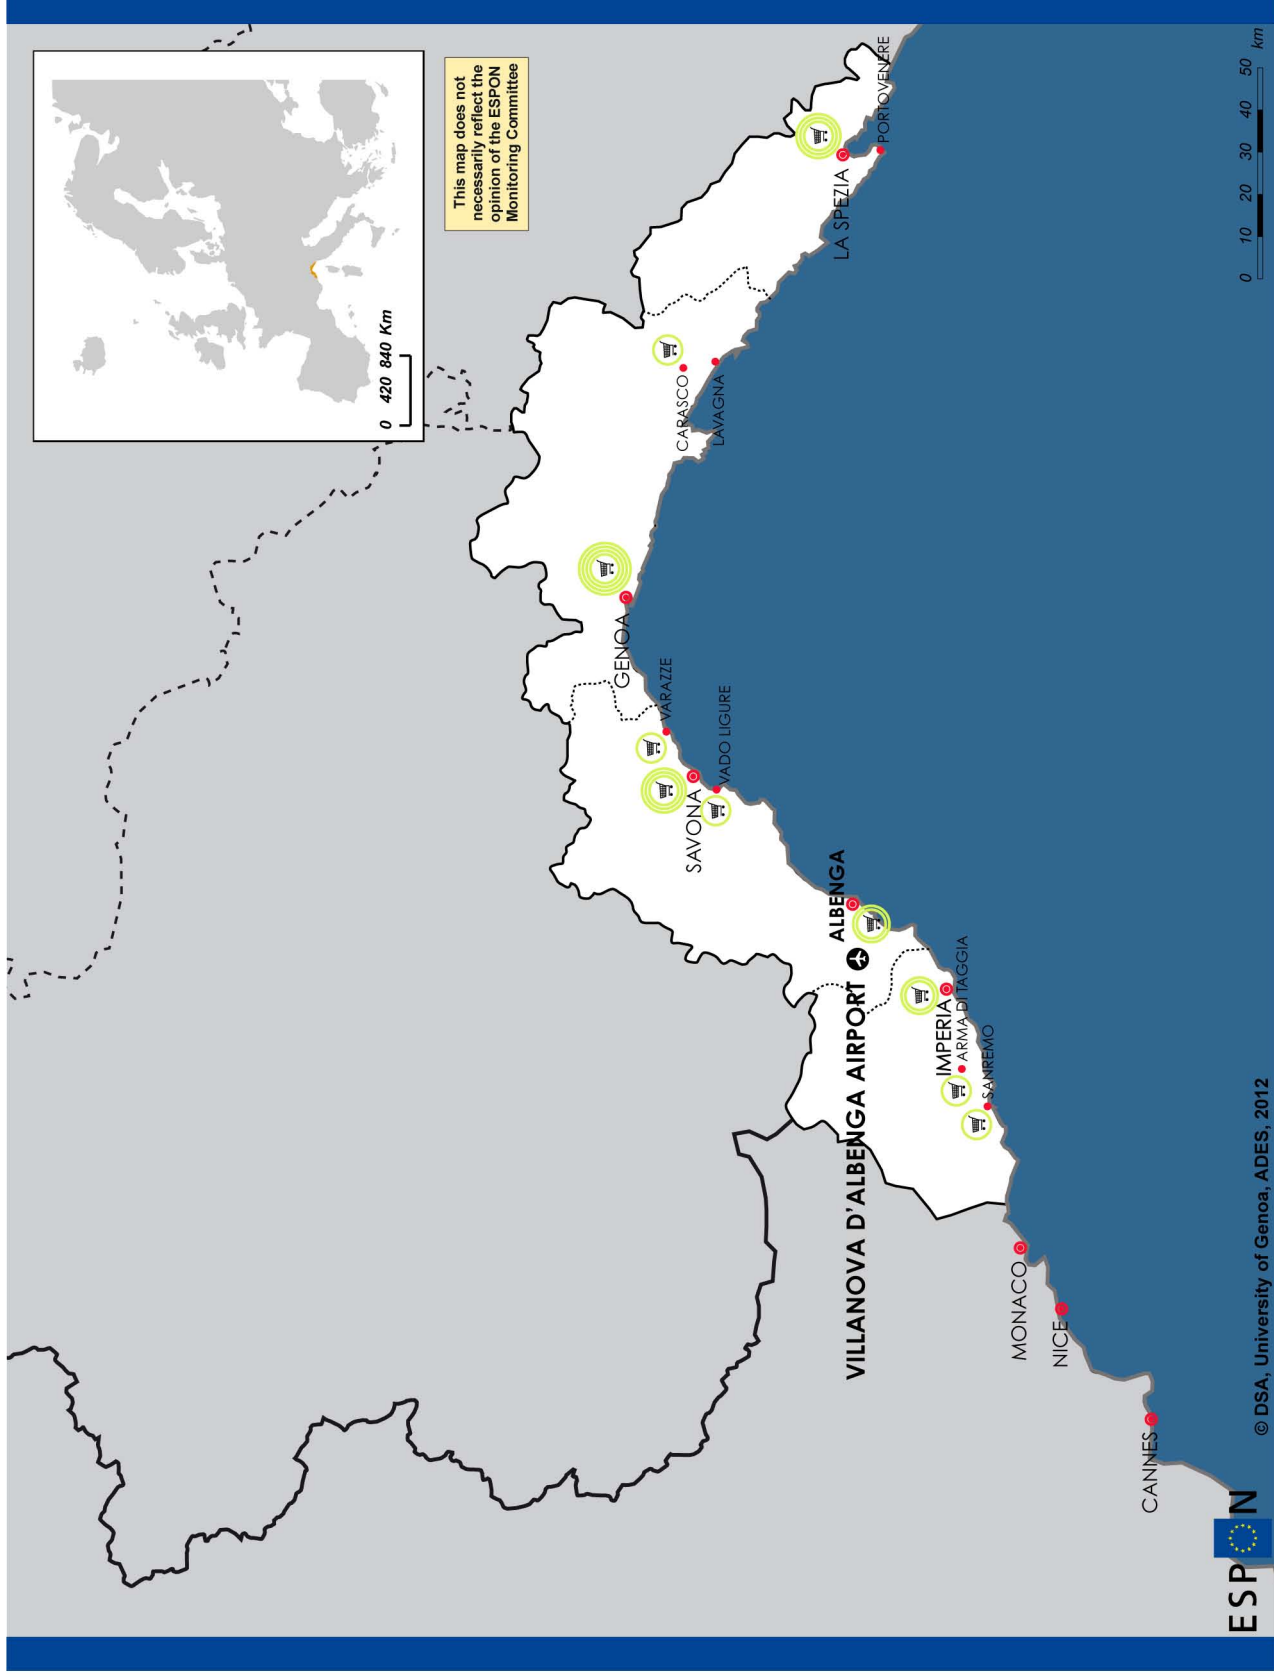 0 420 840 Km
This map does not
necessarily reflect the
opinion of the ESPON
Monitoring Committee
GENOA
VARAZZE
SAVONA
VADO LIGURE
CARASCO
LAVAGNA
LA SPEZIA
PORTOVENERE
ALBENGA
VILLANOVA D'ALBENGA AIRPORT
IMPERIA
ARMA DI TAGGIA
SANREMO
MONACO
NICE
CANNES
ESPON
© DSA, University of Genoa, ADES, 2012
0 10 20 30 40 50 km